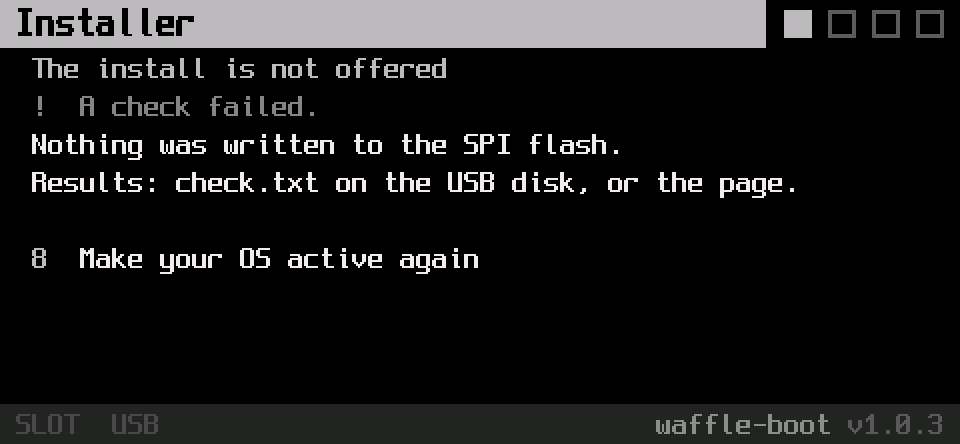 Installer
The install is not offered
! A check failed.
Nothing was written to the SPI flash.
Results: check.txt on the USB disk, or the page.
8 Make your OS active again
SLOT USB
waffle-boot v1.0.3